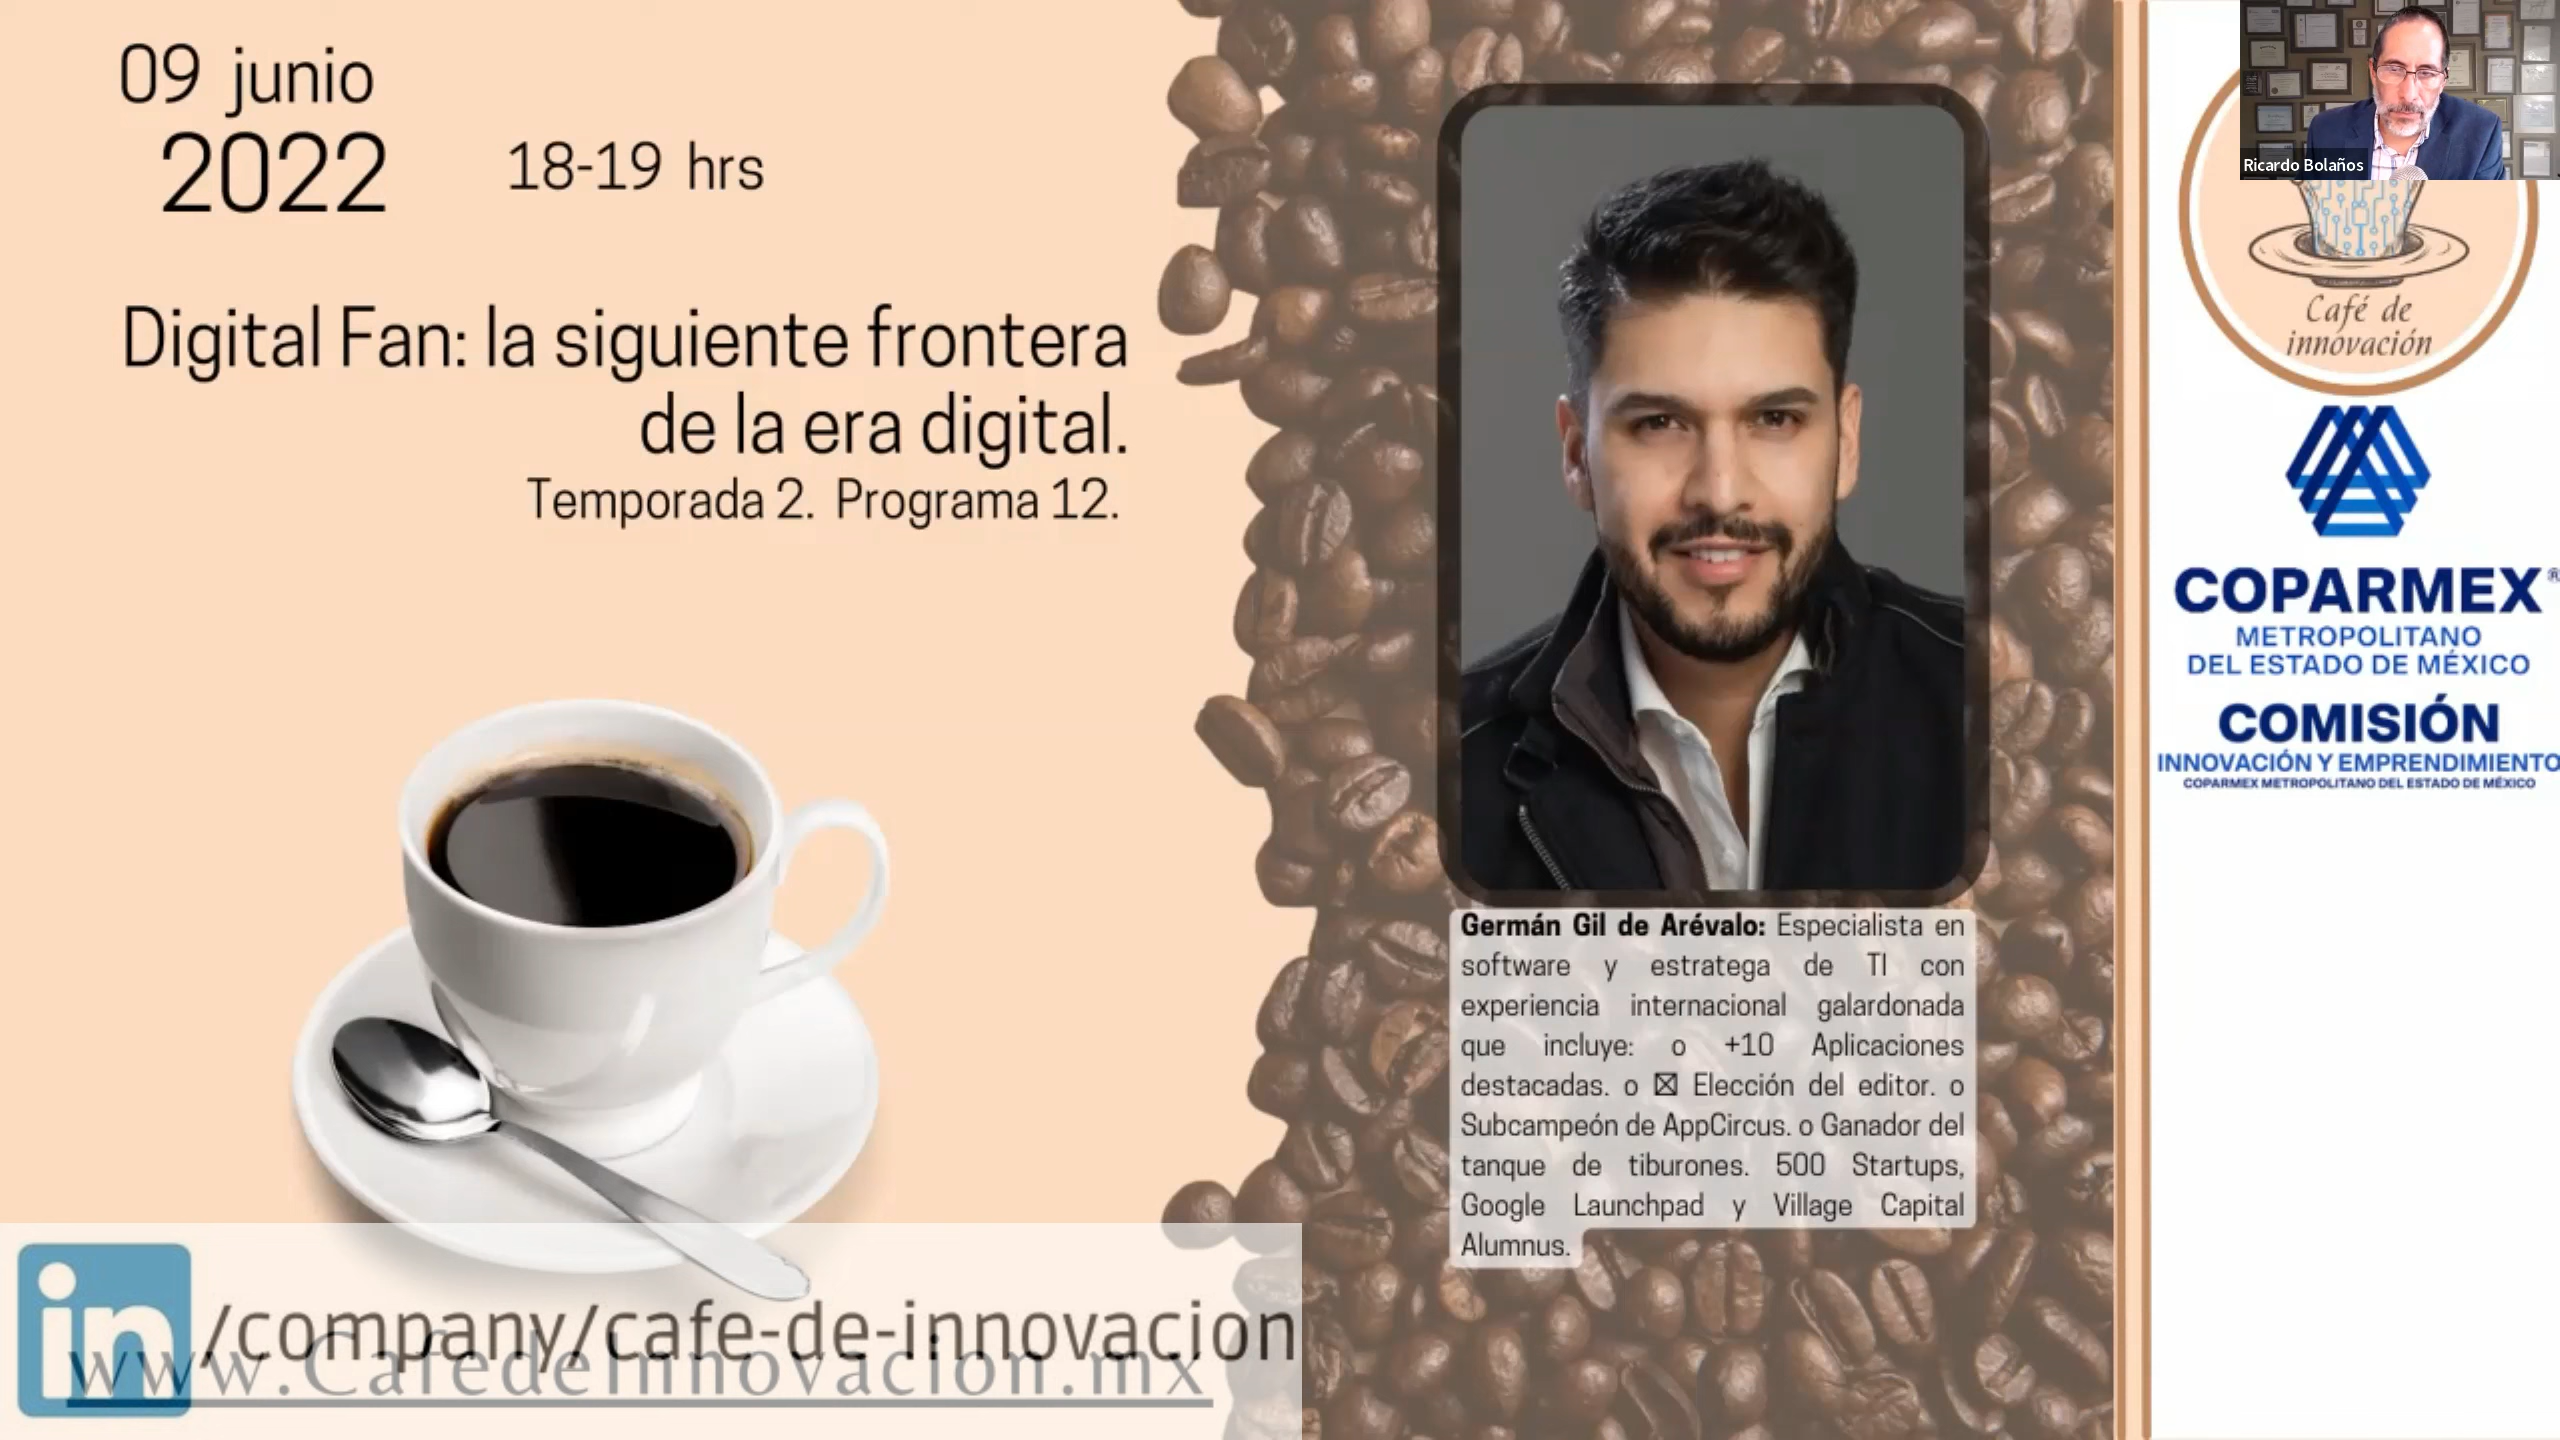 09 junio
2022
18-19 hrs
Digital Fan: la siguiente frontera
de la era digital.
Temporada 2. Programa 12.
Germán Gil de Arévalo: Especialista en
software y estratega de TI con
experiencia internacional galardonada
que incluye: o +10 Aplicaciones
destacadas. o ☒ Elección del editor. o
Subcampeón de AppCircus. o Ganador del
tanque de tiburones. 500 Startups,
Google Launchpad y Village Capital
Alumnus.
in /company/cafe-de-innovacion
www.CafedeInnovacion.mx
Ricardo Bolaños
Café de
innovación
COPARMEX®
METROPOLITANO
DEL ESTADO DE MÉXICO
COMISIÓN
INNOVACIÓN Y EMPRENDIMIENTO
COPARMEX METROPOLITANO DEL ESTADO DE MÉXICO